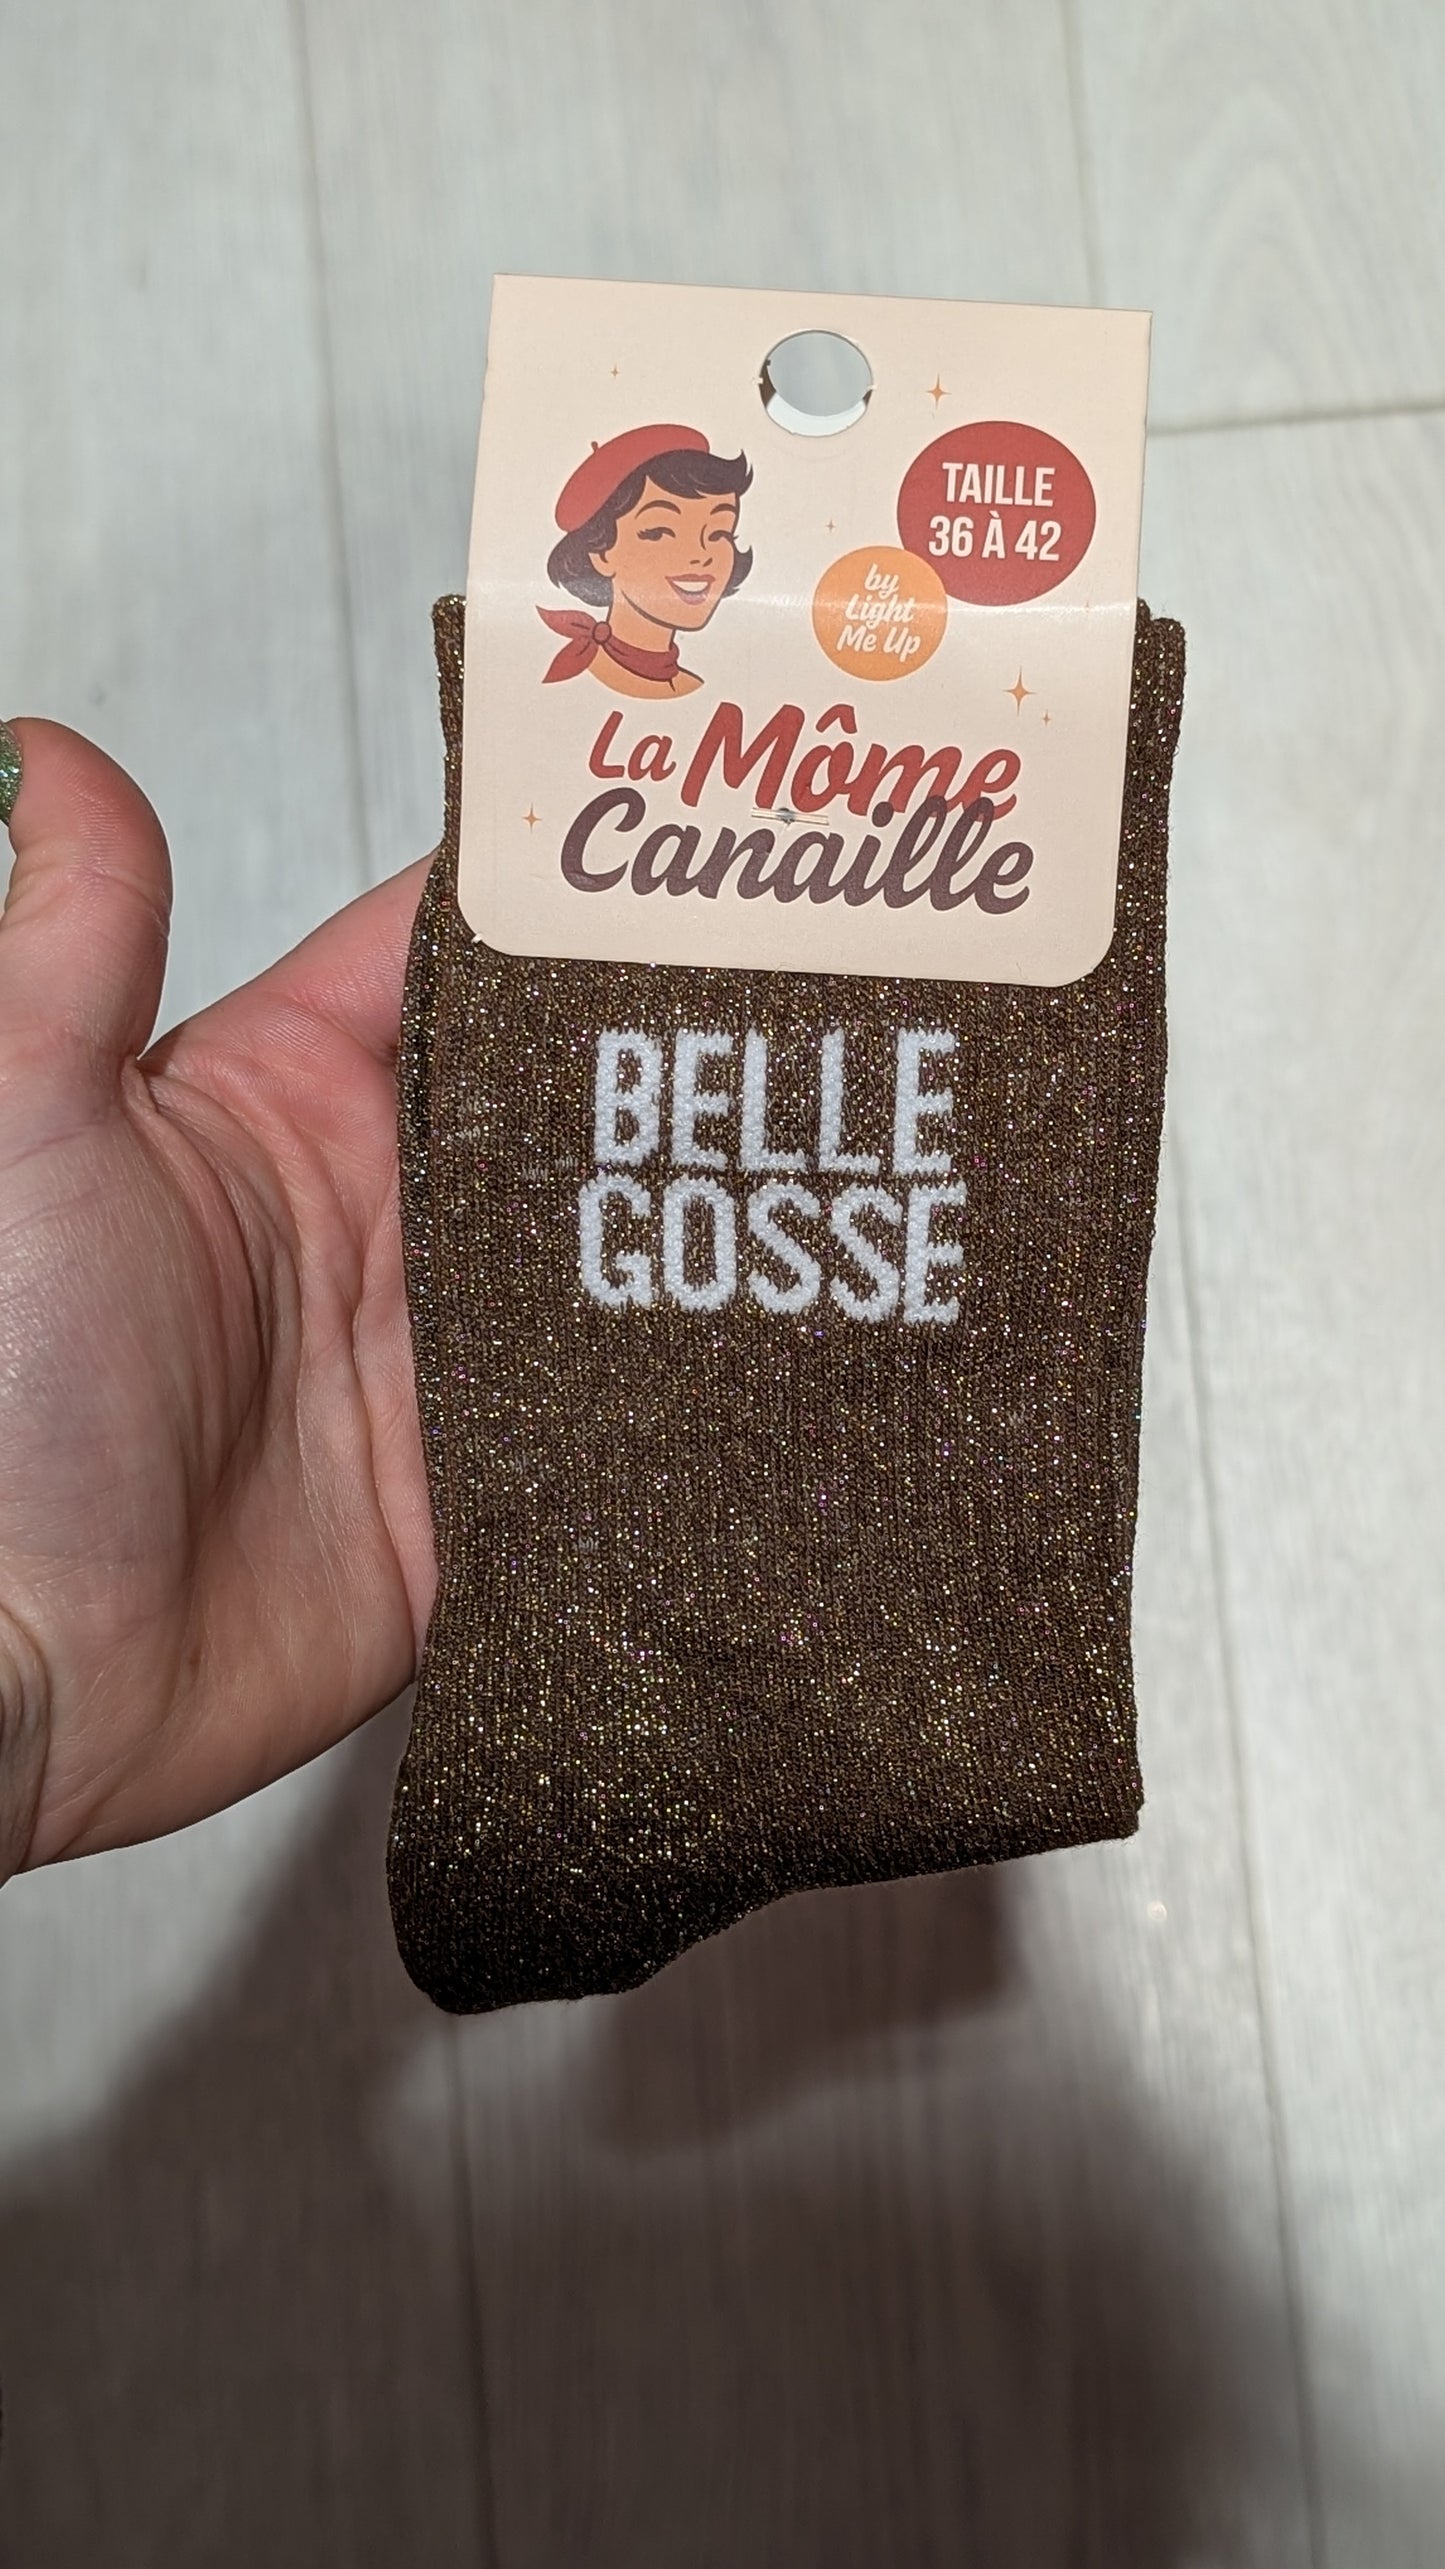 TAILLE
36 À 42
by
Light
Me Up
La Môme
Canaille
BELLE
GOSSE